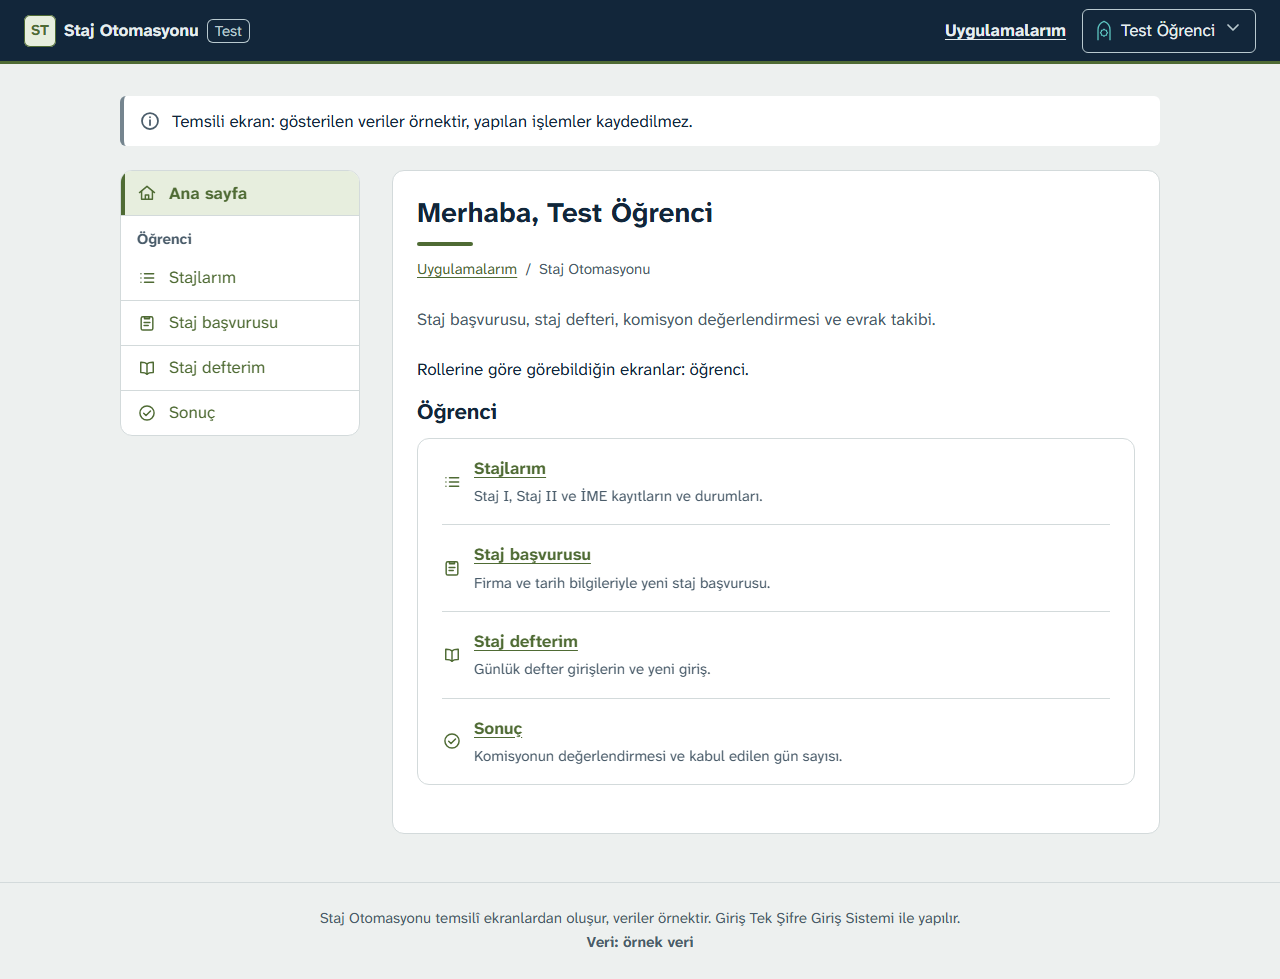 ST Staj Otomasyonu Test
Uygulamalarım
Test Öğrenci
Temsili ekran: gösterilen veriler örnektir, yapılan işlemler kaydedilmez.
Ana sayfa
Öğrenci
Stajlarım
Staj başvurusu
Staj defterim
Sonuç
Merhaba, Test Öğrenci
Uygulamalarım / Staj Otomasyonu
Staj başvurusu, staj defteri, komisyon değerlendirmesi ve evrak takibi.
Rollerine göre görebildiğin ekranlar: öğrenci.
Öğrenci
Stajlarım
Staj I, Staj II ve İME kayıtların ve durumları.
Staj başvurusu
Firma ve tarih bilgileriyle yeni staj başvurusu.
Staj defterim
Günlük defter girişlerin ve yeni giriş.
Sonuç
Komisyonun değerlendirmesi ve kabul edilen gün sayısı.
Staj Otomasyonu temsilî ekranlardan oluşur, veriler örnektir. Giriş Tek Şifre Giriş Sistemi ile yapılır.
Veri: örnek veri